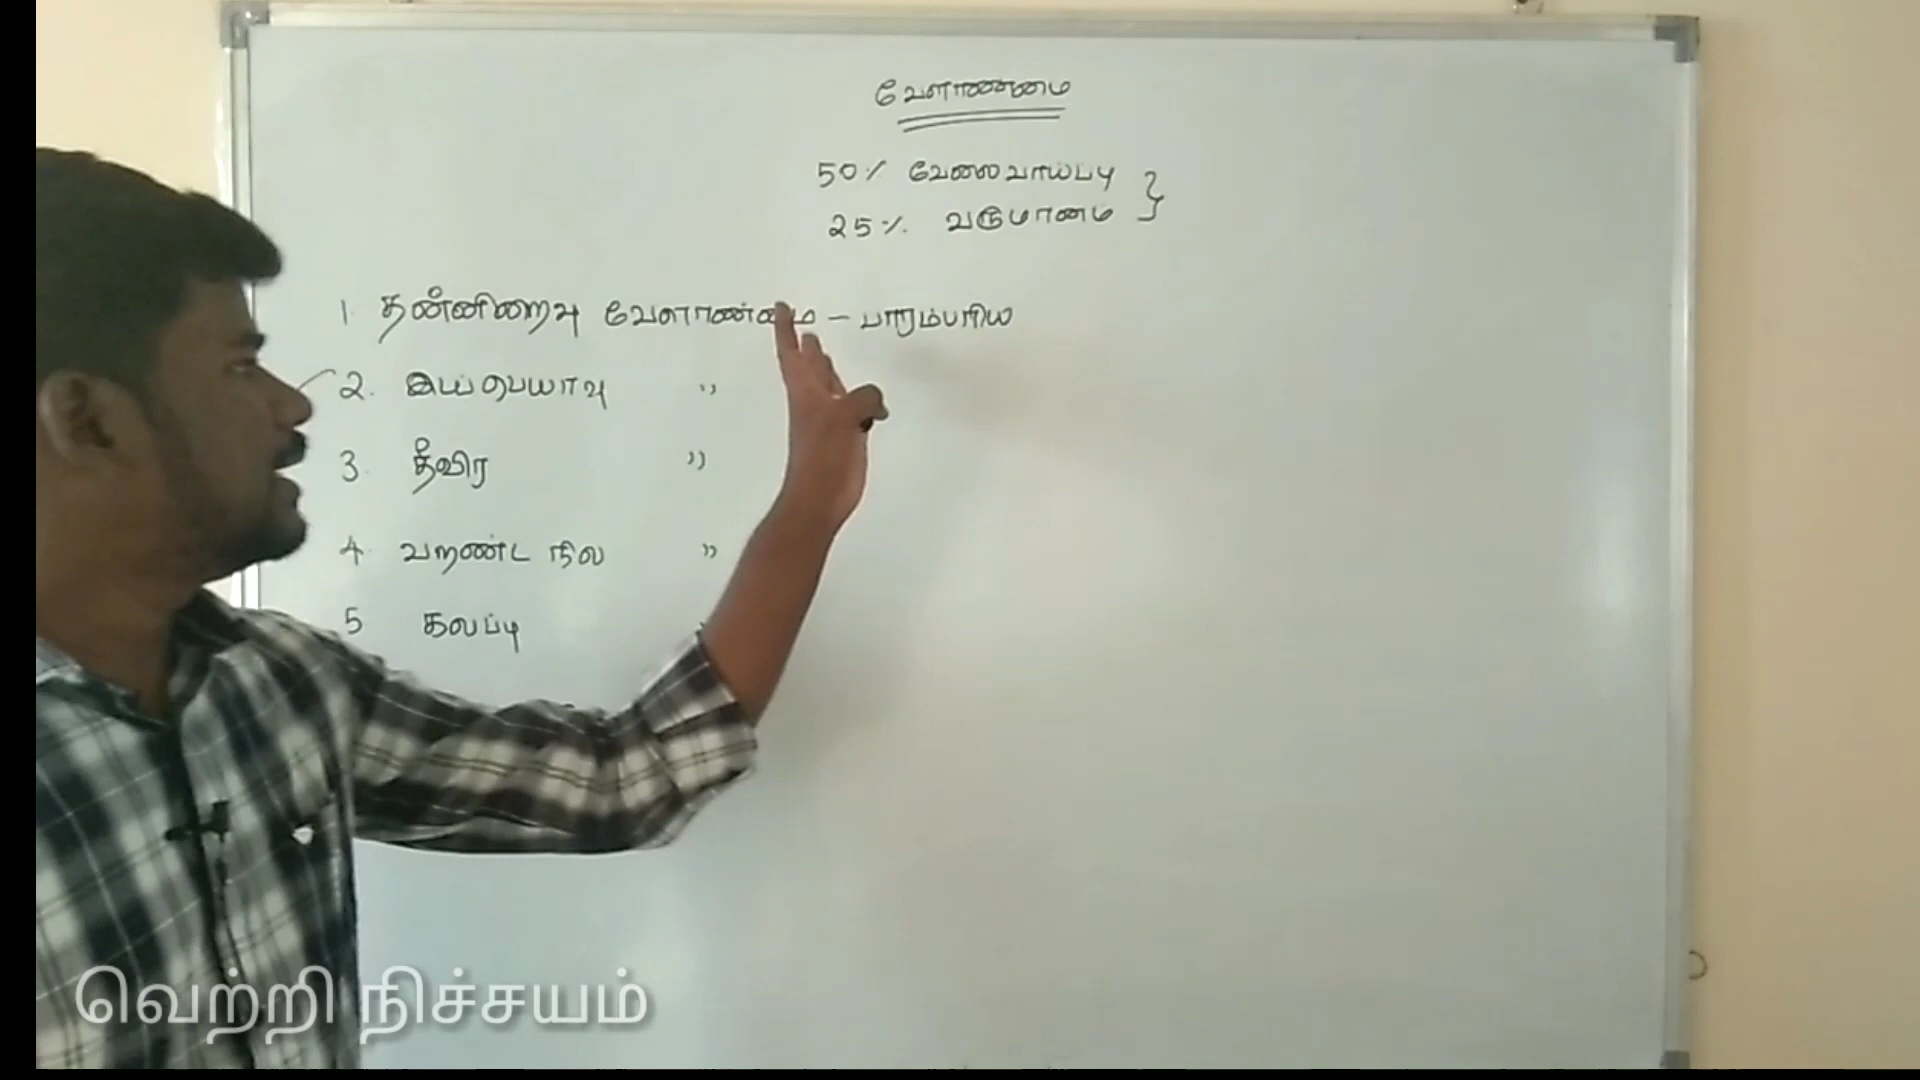 வேளாண்மை
50% வேலைவாய்ப்பு
25% வருமானம்
1. தன்னிறைவு வேளாண்மை – பாரம்பரிய
2. இடப்பெயர்வு "
3. தீவிர "
4. வறண்ட நில "
5 கலப்பு
வெற்றி நிச்சயம்